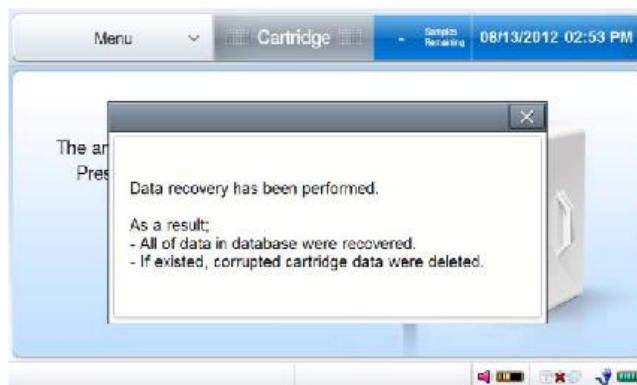 Menu
Cartridge
-
Samples
Remaining
08/13/2012 02:53 PM
The an
Pres
Data recovery has been performed.
As a result;
- All of data in database were recovered.
- If existed, corrupted cartridge data were deleted.